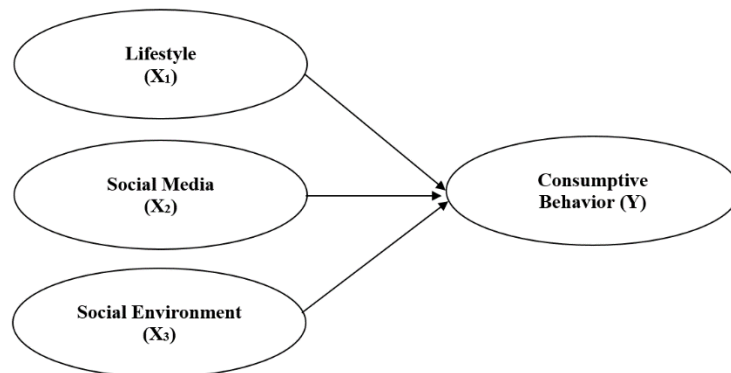 Lifestyle
(X₁)
Social Media
(X₂)
Social Environment
(X₃)
Consumptive
Behavior (Y)